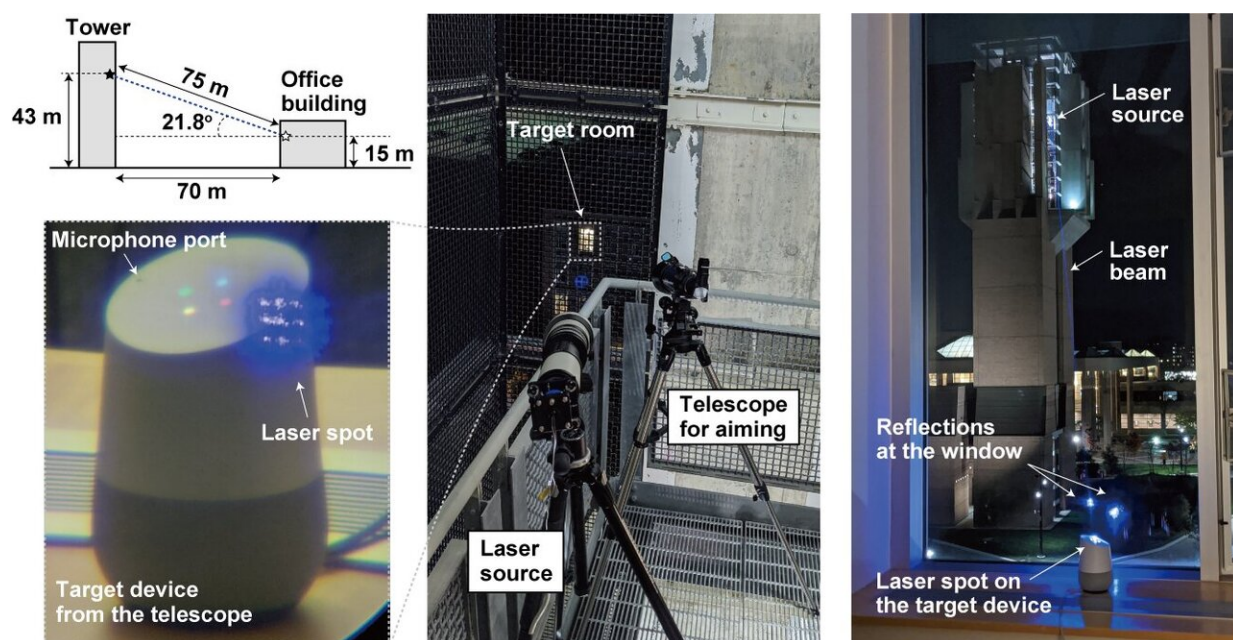 Tower
75 m
Office
building
43 m
21.8°
15 m
70 m
Microphone port
Laser spot
Target device
from the telescope
Target room
Telescope
for aiming
Laser
source
Laser
source
Laser
beam
Reflections
at the window
Laser spot on
the target device